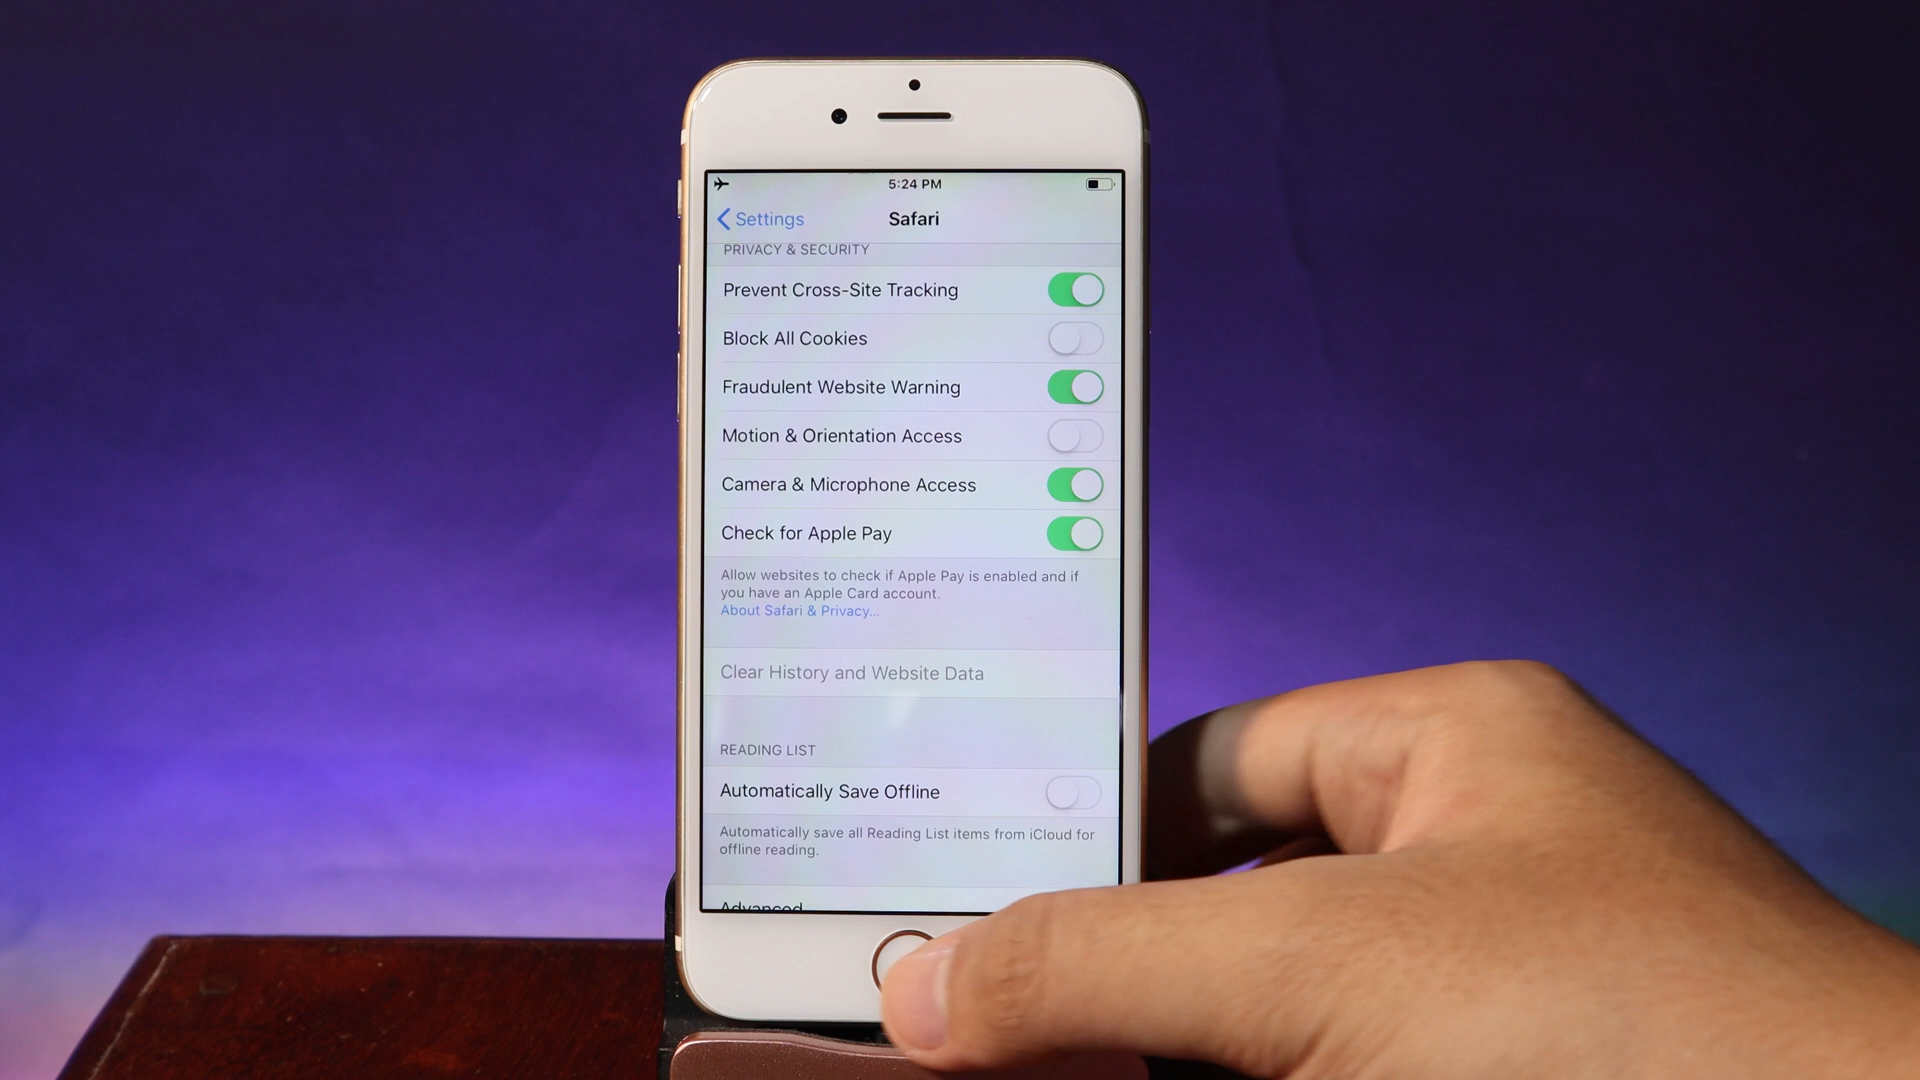 5:24 PM
Settings
Safari
PRIVACY & SECURITY
Prevent Cross-Site Tracking
Block All Cookies
Fraudulent Website Warning
Motion & Orientation Access
Camera & Microphone Access
Check for Apple Pay
Allow websites to check if Apple Pay is enabled and if
you have an Apple Card account.
About Safari & Privacy...
Clear History and Website Data
READING LIST
Automatically Save Offline
Automatically save all Reading List items from iCloud for
offline reading.
Advanced